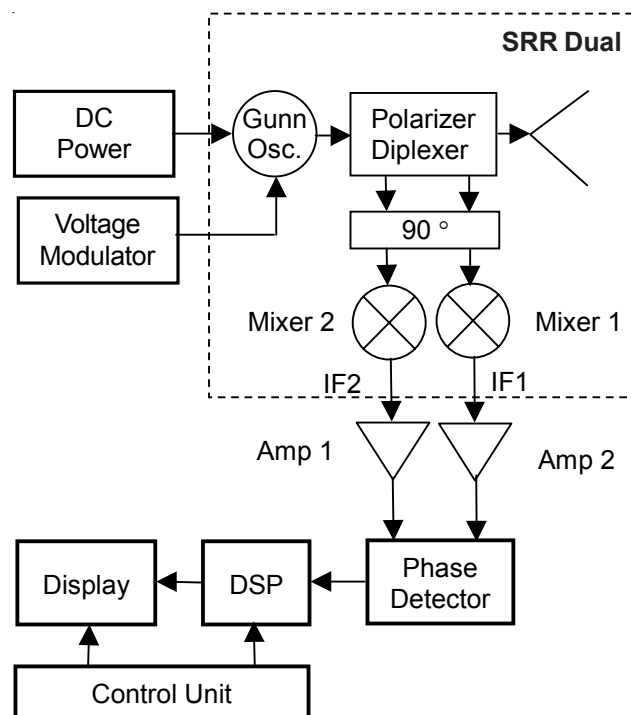 SRR Dual
DC
Power
Gunn
Osc.
Polarizer
Diplexer
Voltage
Modulator
90 °
Mixer 2
Mixer 1
IF2
IF1
Amp 1
Amp 2
Display
DSP
Phase
Detector
Control Unit